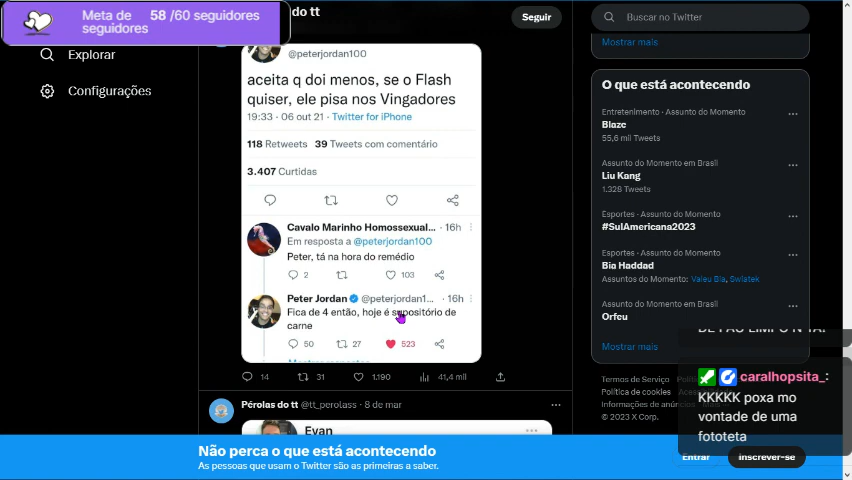 Meta de seguidores
58 /60 seguidores
do tt
Seguir
Buscar no Twitter
Explorar
Configurações
@peterjordan100
aceita q doi menos, se o Flash
quiser, ele pisa nos Vingadores
19:33 · 06 out 21 · Twitter for iPhone
118 Retweets 39 Tweets com comentário
3.407 Curtidas
Cavalo Marinho Homossexual... · 16h
Em resposta a @peterjordan100
Peter, tá na hora do remédio
2 103
Peter Jordan @peterjordan1... · 16h
Fica de 4 então, hoje é supositório de
carne
50 27 523
14 31 1.190 41,4 mil
Pérolas do tt @tt_perolass · 8 de mar
Evan
Mostrar mais
O que está acontecendo
Entretenimento · Assunto do Momento
Blaze
55,6 mil Tweets
Assunto do Momento em Brasil
Liu Kang
1.328 Tweets
Esportes · Assunto do Momento
#SulAmericana2023
Esportes · Assunto do Momento
Bia Haddad
Assuntos do Momento: Valeu Bia, Swiatek
Assunto do Momento em Brasil
Orfeu
Mostrar mais
Termos de Serviço
Política de cookies
Informações de anúncios
© 2023 X Corp.
caralhopsita_:
KKKKK poxa mo
vontade de uma
fototeta
Não perca o que está acontecendo
As pessoas que usam o Twitter são as primeiras a saber.
Entrar
Inscrever-se